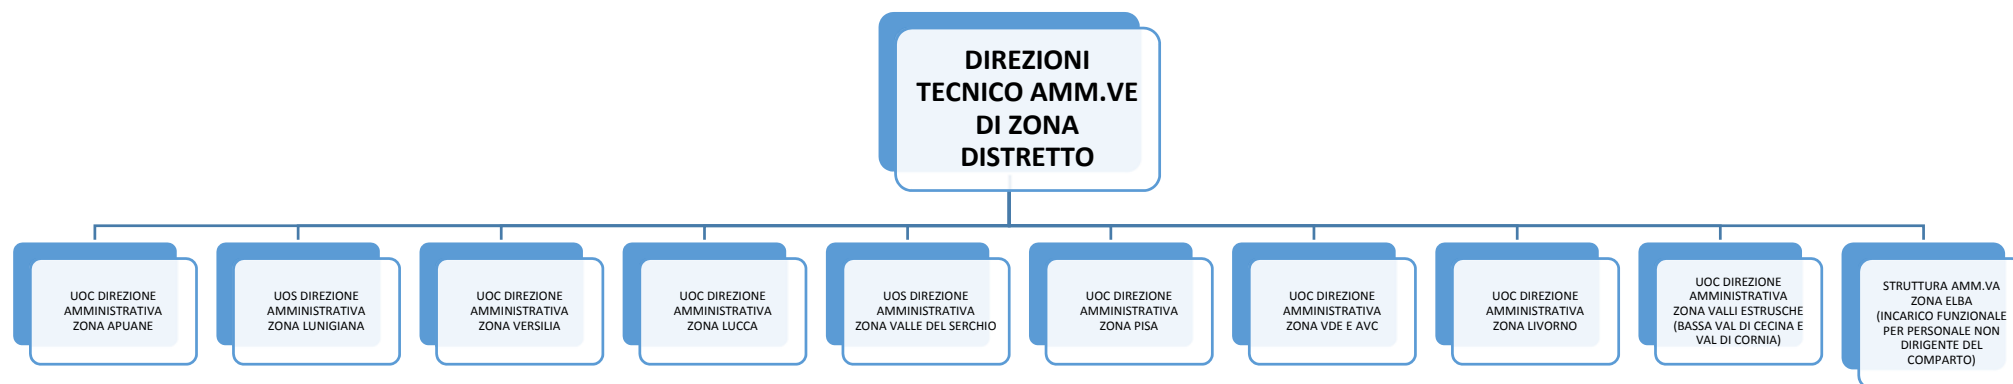 DIREZIONI
TECNICO AMM.VE
DI ZONA
DISTRETTO
UOC DIREZIONE
AMMINISTRATIVA
ZONA APUANE
UOS DIREZIONE
AMMINISTRATIVA
ZONA LUNIGIANA
UOC DIREZIONE
AMMINISTRATIVA
ZONA VERSILIA
UOC DIREZIONE
AMMINISTRATIVA
ZONA LUCCA
UOS DIREZIONE
AMMINISTRATIVA
ZONA VALLE DEL SERCHIO
UOC DIREZIONE
AMMINISTRATIVA
ZONA PISA
UOC DIREZIONE
AMMINISTRATIVA
ZONA VDE E AVC
UOC DIREZIONE
AMMINISTRATIVA
ZONA LIVORNO
UOC DIREZIONE
AMMINISTRATIVA
ZONA VALLI ESTRUSCHE
(BASSA VAL DI CECINA E
VAL DI CORNIA)
STRUTTURA AMM.VA
ZONA ELBA
(INCARICO FUNZIONALE
PER PERSONALE NON
DIRIGENTE DEL
COMPARTO)